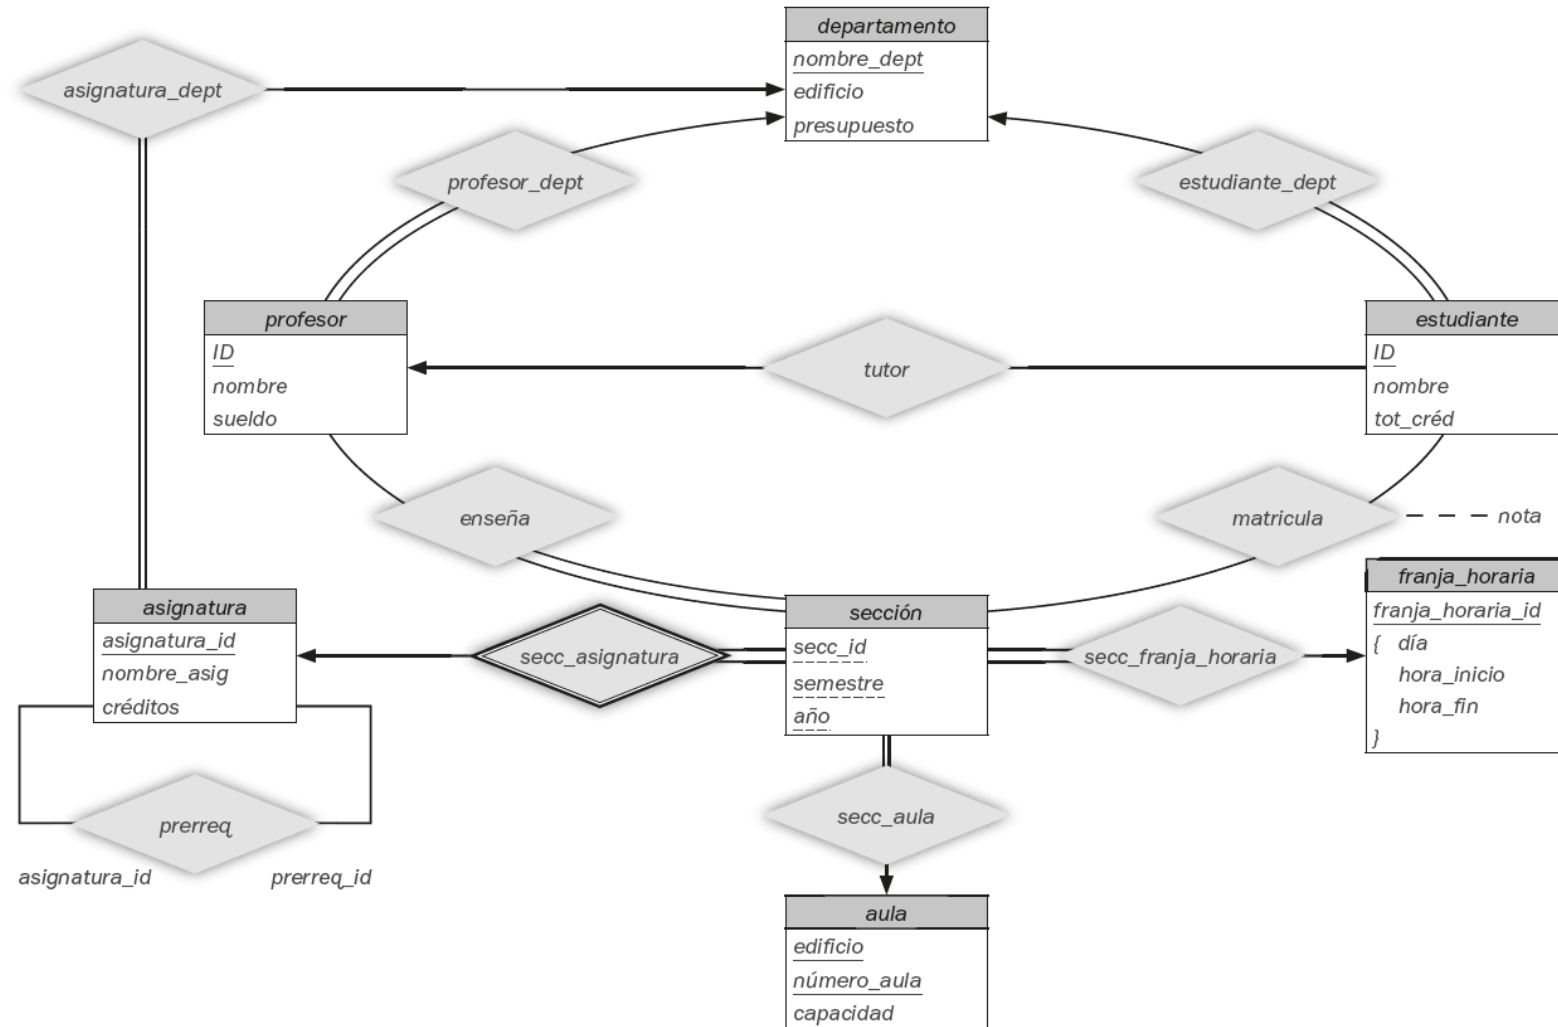 departamento
nombre_dept
edificio
presupuesto
asignatura_dept
profesor_dept
estudiante_dept
profesor
ID
nombre
sueldo
tutor
estudiante
ID
nombre
tot_créd
enseña
matricula
nota
asignatura
asignatura_id
nombre_asig
créditos
secc_asignatura
sección
secc_id
semestre
año
secc_franja_horaria
franja_horaria
franja_horaria_id
{ día
hora_inicio
hora_fin
}
prerreq
asignatura_id
prerreq_id
secc_aula
aula
edificio
número_aula
capacidad